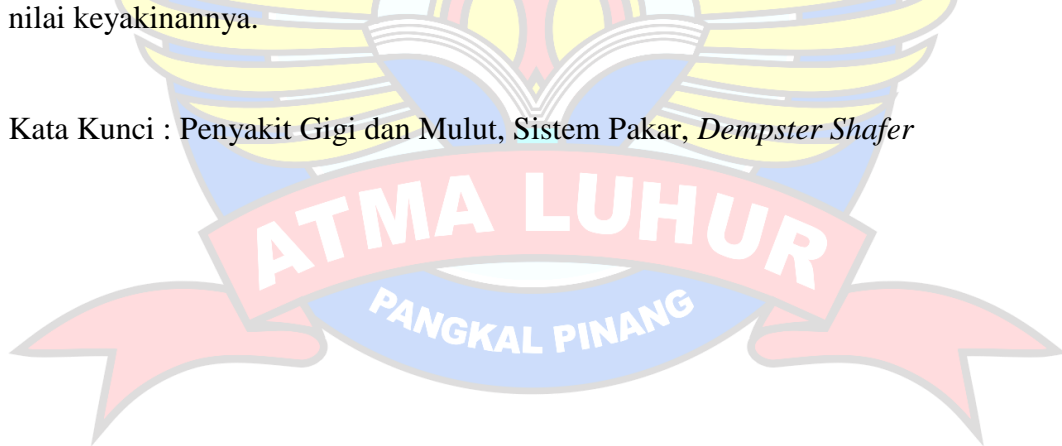 nilai keyakinannya.
Kata Kunci : Penyakit Gigi dan Mulut, Sistem Pakar, Dempster Shafer
ATMA LUHUR
PANGKAL PINANG